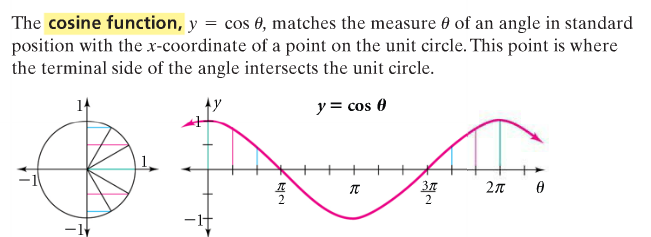 The cosine function, y = cos θ, matches the measure θ of an angle in standard
position with the x-coordinate of a point on the unit circle. This point is where
the terminal side of the angle intersects the unit circle.
1
1
−1
−1
y
1
y = cos θ
π/2
π
3π/2
2π
θ
−1